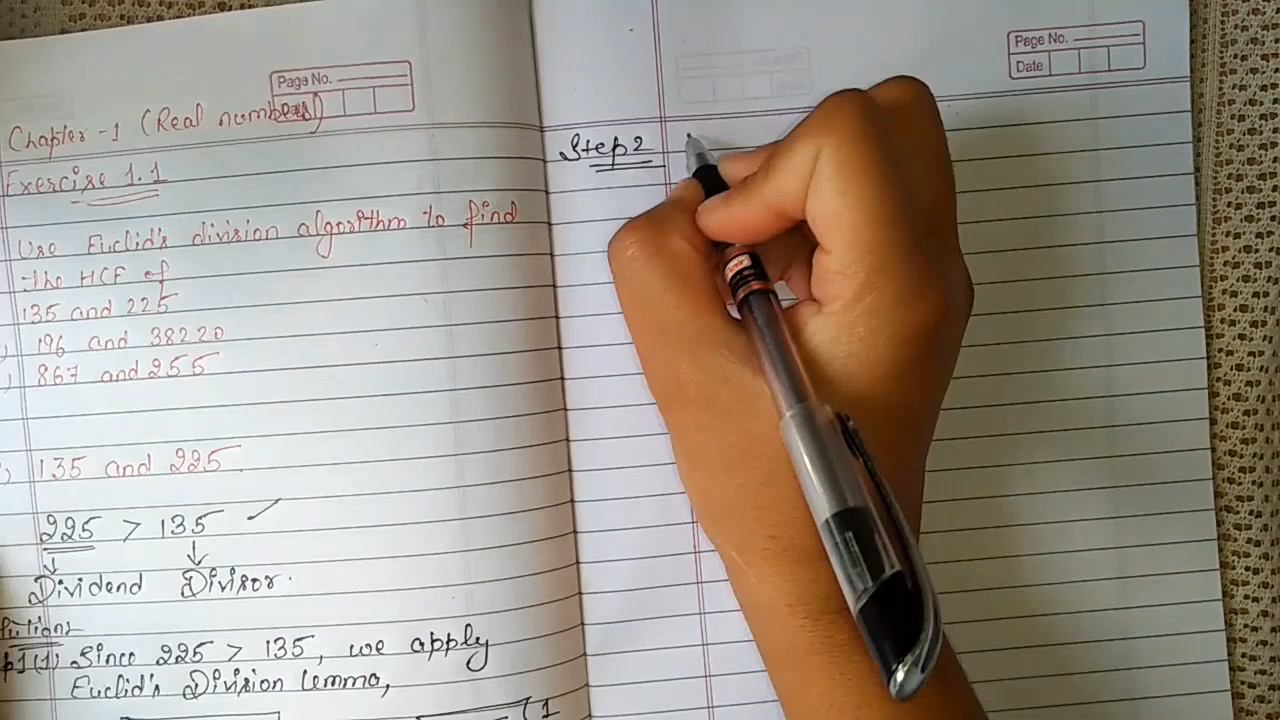 Page No.
Date
Chapter -1 (Real numbers)
Exercise 1.1
Use Euclid's division algorithm to find
the HCF of
135 and 225
196 and 38220
867 and 255
135 and 225
225 > 135
Dividend Divisor.
Since 225 > 135, we apply
Euclid's Division lemma,
(1
Page No.
Date
Step 2